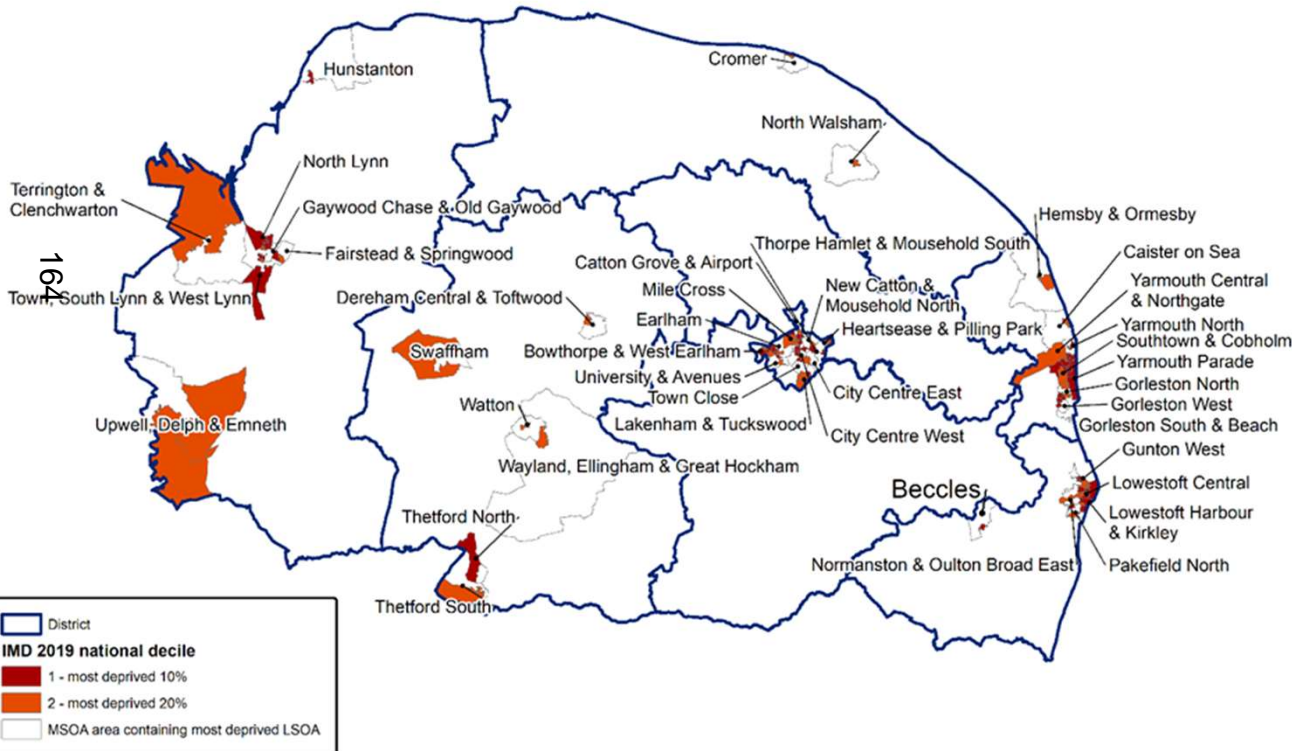 Cromer
Hunstanton
North Walsham
North Lynn
Terrington &
Clenchwarton
Gaywood Chase & Old Gaywood
Hemsby & Ormesby
Fairstead & Springwood
Thorpe Hamlet & Mousehold South
Caister on Sea
164
Catton Grove & Airport
Yarmouth Central
& Northgate
Town, South Lynn & West Lynn
Dereham Central & Toftwood
Mile Cross
New Catton &
Mousehold North
Earlham
Heartsease & Pilling Park
Yarmouth North
Southtown & Cobholm
Swaffham
Bowthorpe & West Earlham
Yarmouth Parade
University & Avenues
Gorleston North
Town Close
City Centre East
Watton
Gorleston West
Upwell, Delph & Emneth
Lakenham & Tuckswood
City Centre West
Gorleston South & Beach
Gunton West
Wayland, Ellingham & Great Hockham
Beccles
Lowestoft Central
Thetford North
Lowestoft Harbour
& Kirkley
Normanston & Oulton Broad East
Pakefield North
Thetford South
District
IMD 2019 national decile
1 - most deprived 10%
2 - most deprived 20%
MSOA area containing most deprived LSOA